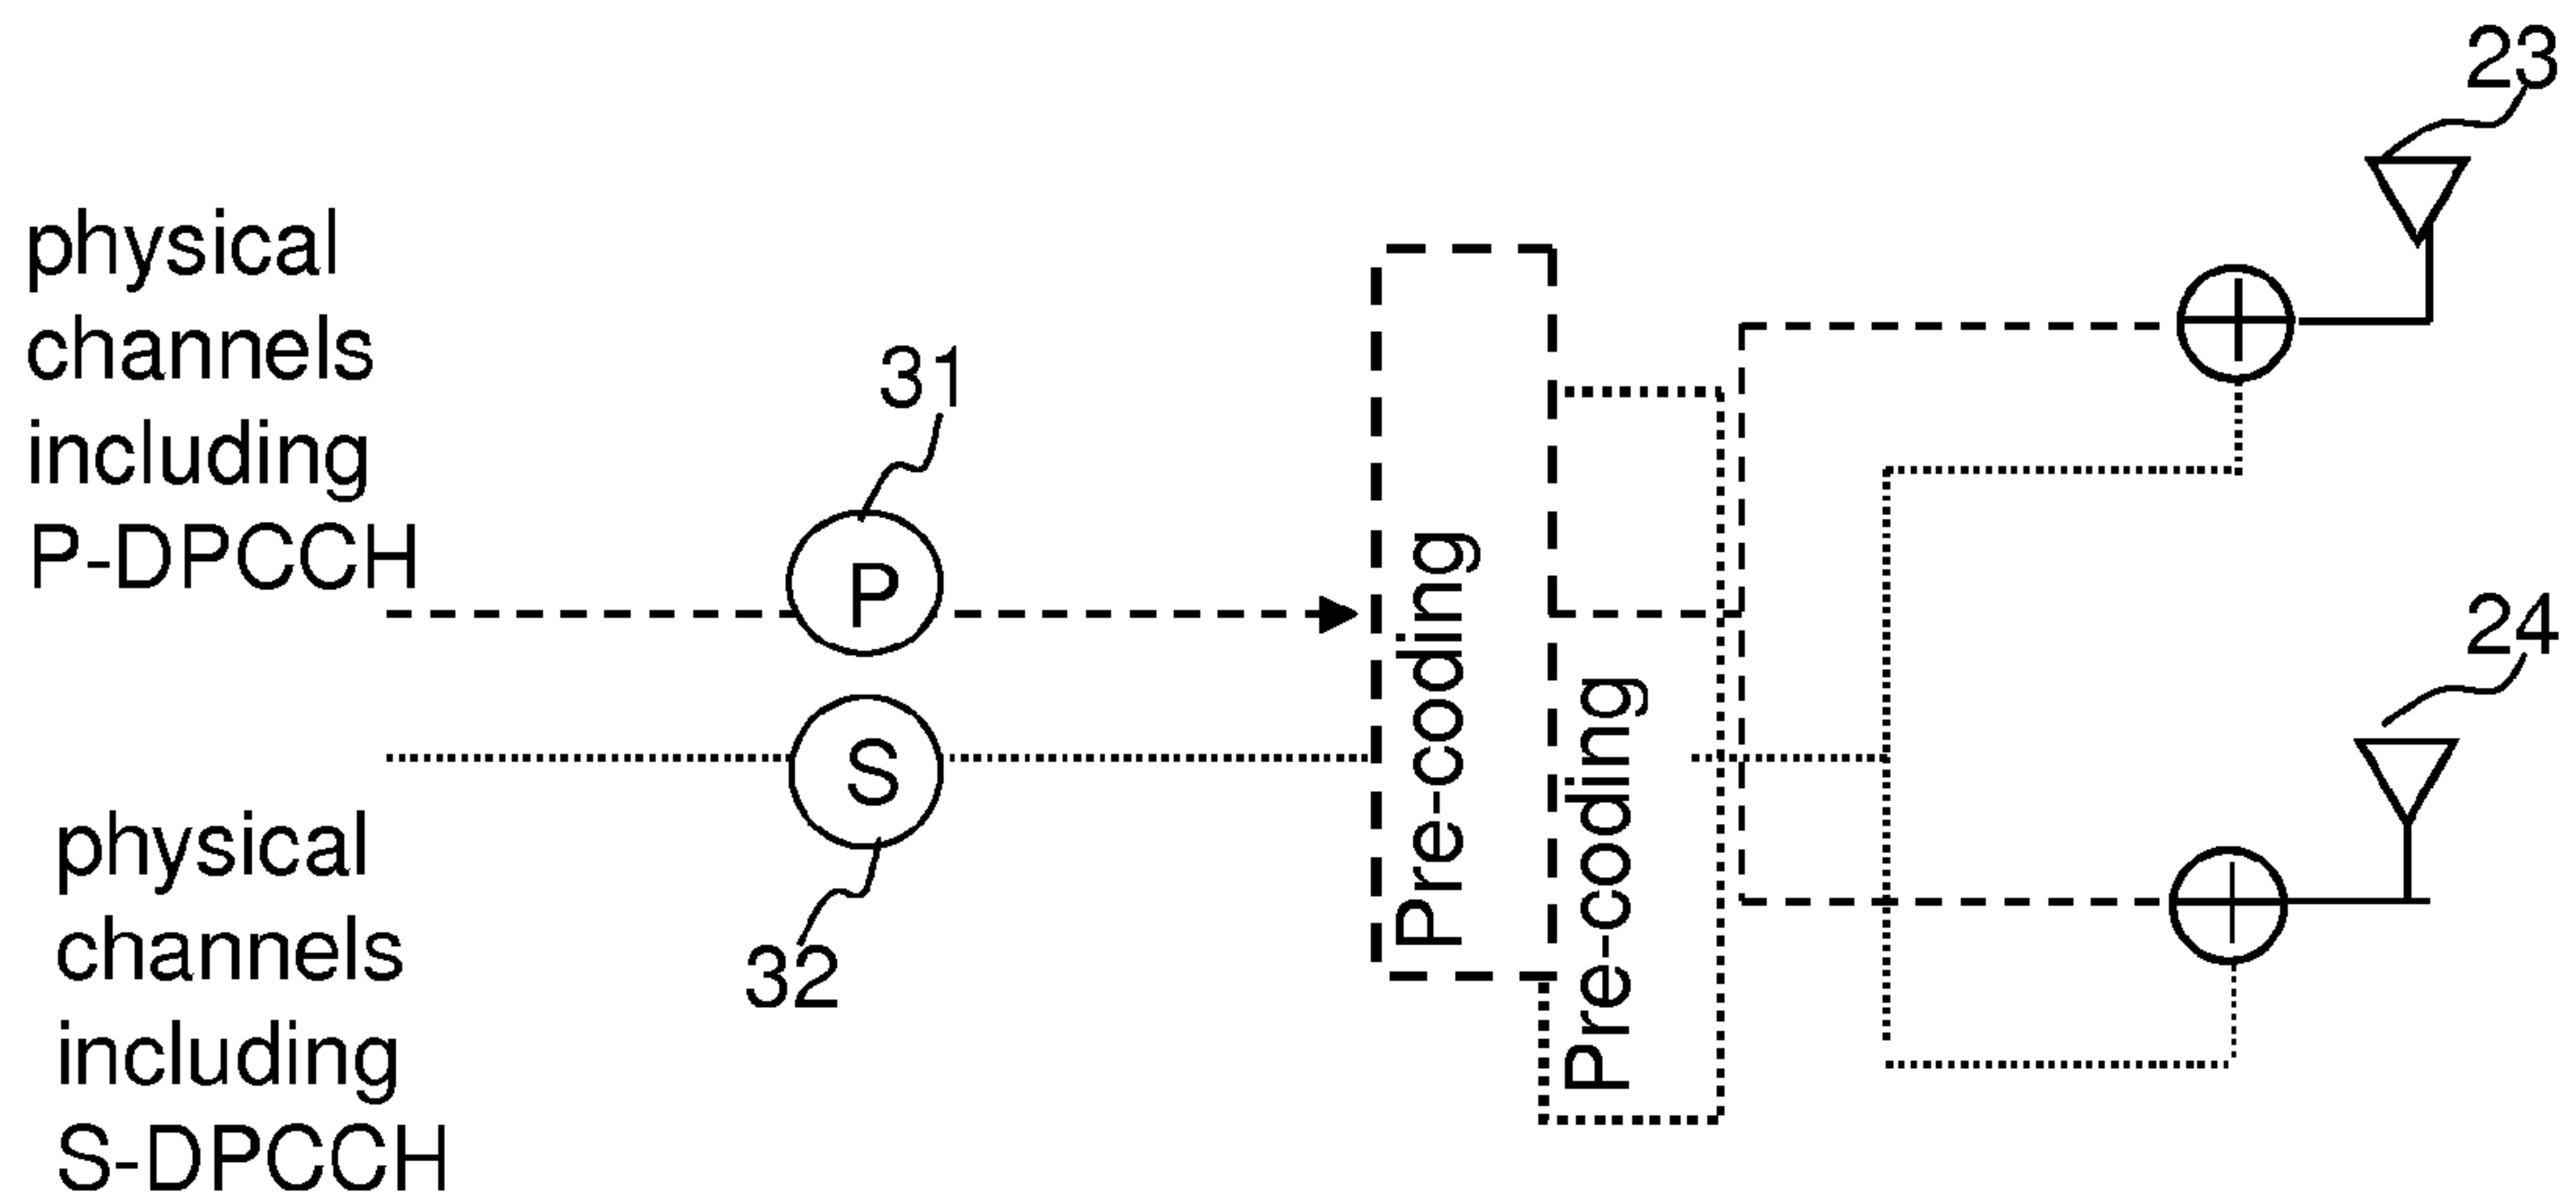 23
physical
channels
including
P-DPCCH
31
P
Pre-coding
Pre-coding
24
S
32
physical
channels
including
S-DPCCH